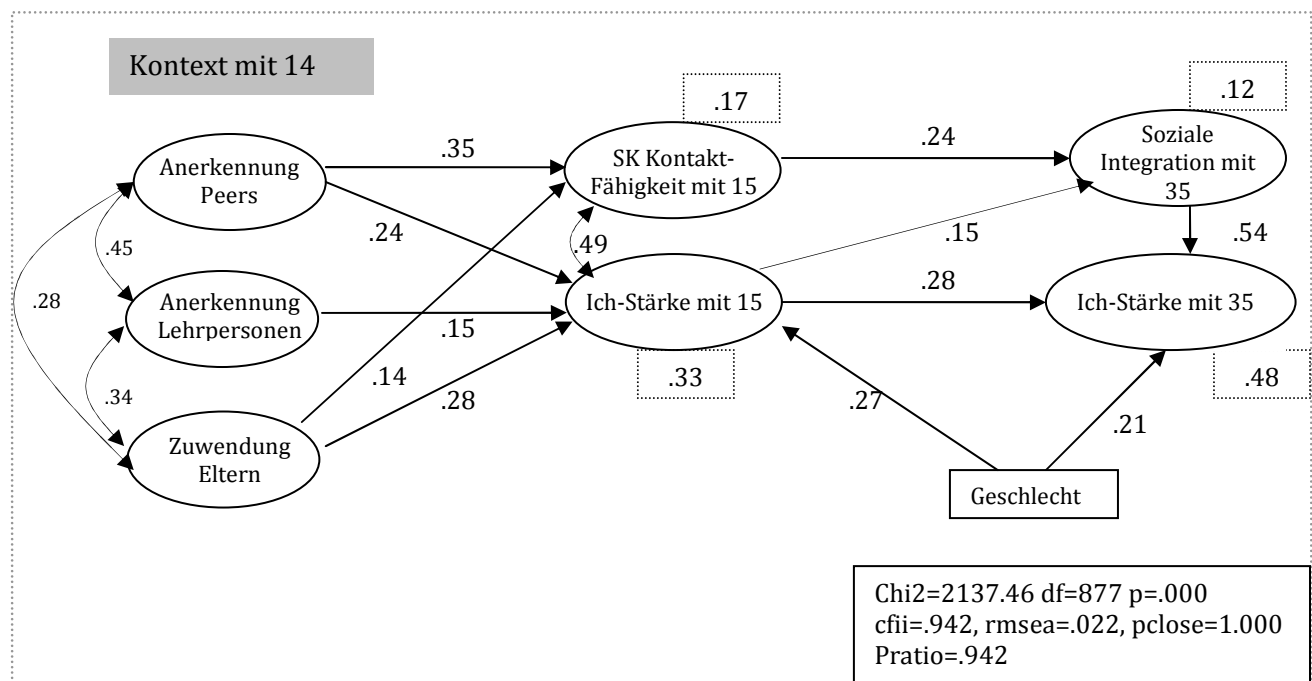 Kontext mit 14
.17
.12
Anerkennung
Peers
.35
SK Kontakt-
Fähigkeit mit 15
.24
Soziale
Integration mit
35
.24
.45
.49
.15
.54
.28
Anerkennung
Lehrpersonen
.15
Ich-Stärke mit 15
.28
Ich-Stärke mit 35
.34
.14
.28
.33
.27
.48
.21
Zuwendung
Eltern
Geschlecht
Chi2=2137.46 df=877 p=.000
cfii=.942, rmsea=.022, pclose=1.000
Pratio=.942